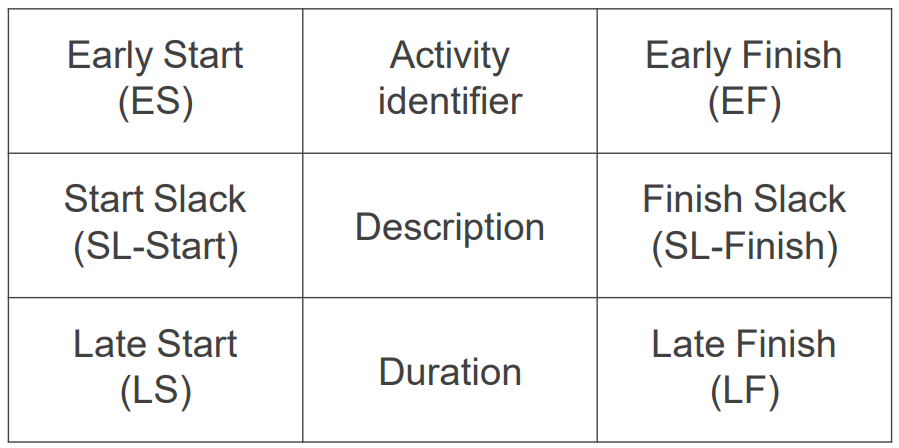 Early Start
(ES)
Activity
identifier
Early Finish
(EF)
Start Slack
(SL-Start)
Description
Finish Slack
(SL-Finish)
Late Start
(LS)
Duration
Late Finish
(LF)